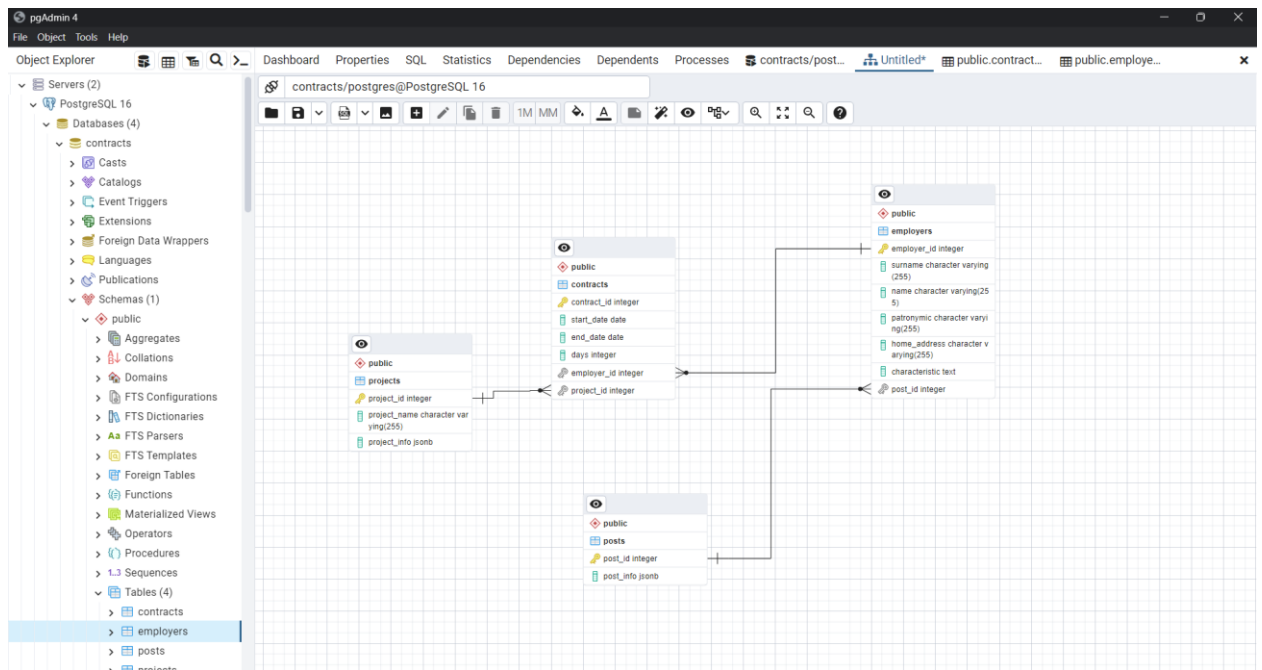 pgAdmin 4
File Object Tools Help
Object Explorer
Dashboard Properties SQL Statistics Dependencies Dependents Processes contracts/post... Untitled* public.contract... public.employe...
contracts/postgres@PostgreSQL 16
1M MM
Servers (2)
PostgreSQL 16
Databases (4)
contracts
Casts
Catalogs
Event Triggers
Extensions
Foreign Data Wrappers
Languages
Publications
Schemas (1)
public
Aggregates
Collations
Domains
FTS Configurations
FTS Dictionaries
Aa FTS Parsers
FTS Templates
Foreign Tables
Functions
Materialized Views
Operators
Procedures
1..3 Sequences
Tables (4)
contracts
employers
posts
projects
public
projects
project_id integer
project_name character var
ying(255)
project_info jsonb
public
contracts
contract_id integer
start_date date
end_date date
days integer
employer_id integer
project_id integer
public
posts
post_id integer
post_info jsonb
public
employers
employer_id integer
surname character varying
(255)
name character varying(25
5)
patronymic character varyi
ng(255)
home_address character v
arying(255)
characteristic text
post_id integer